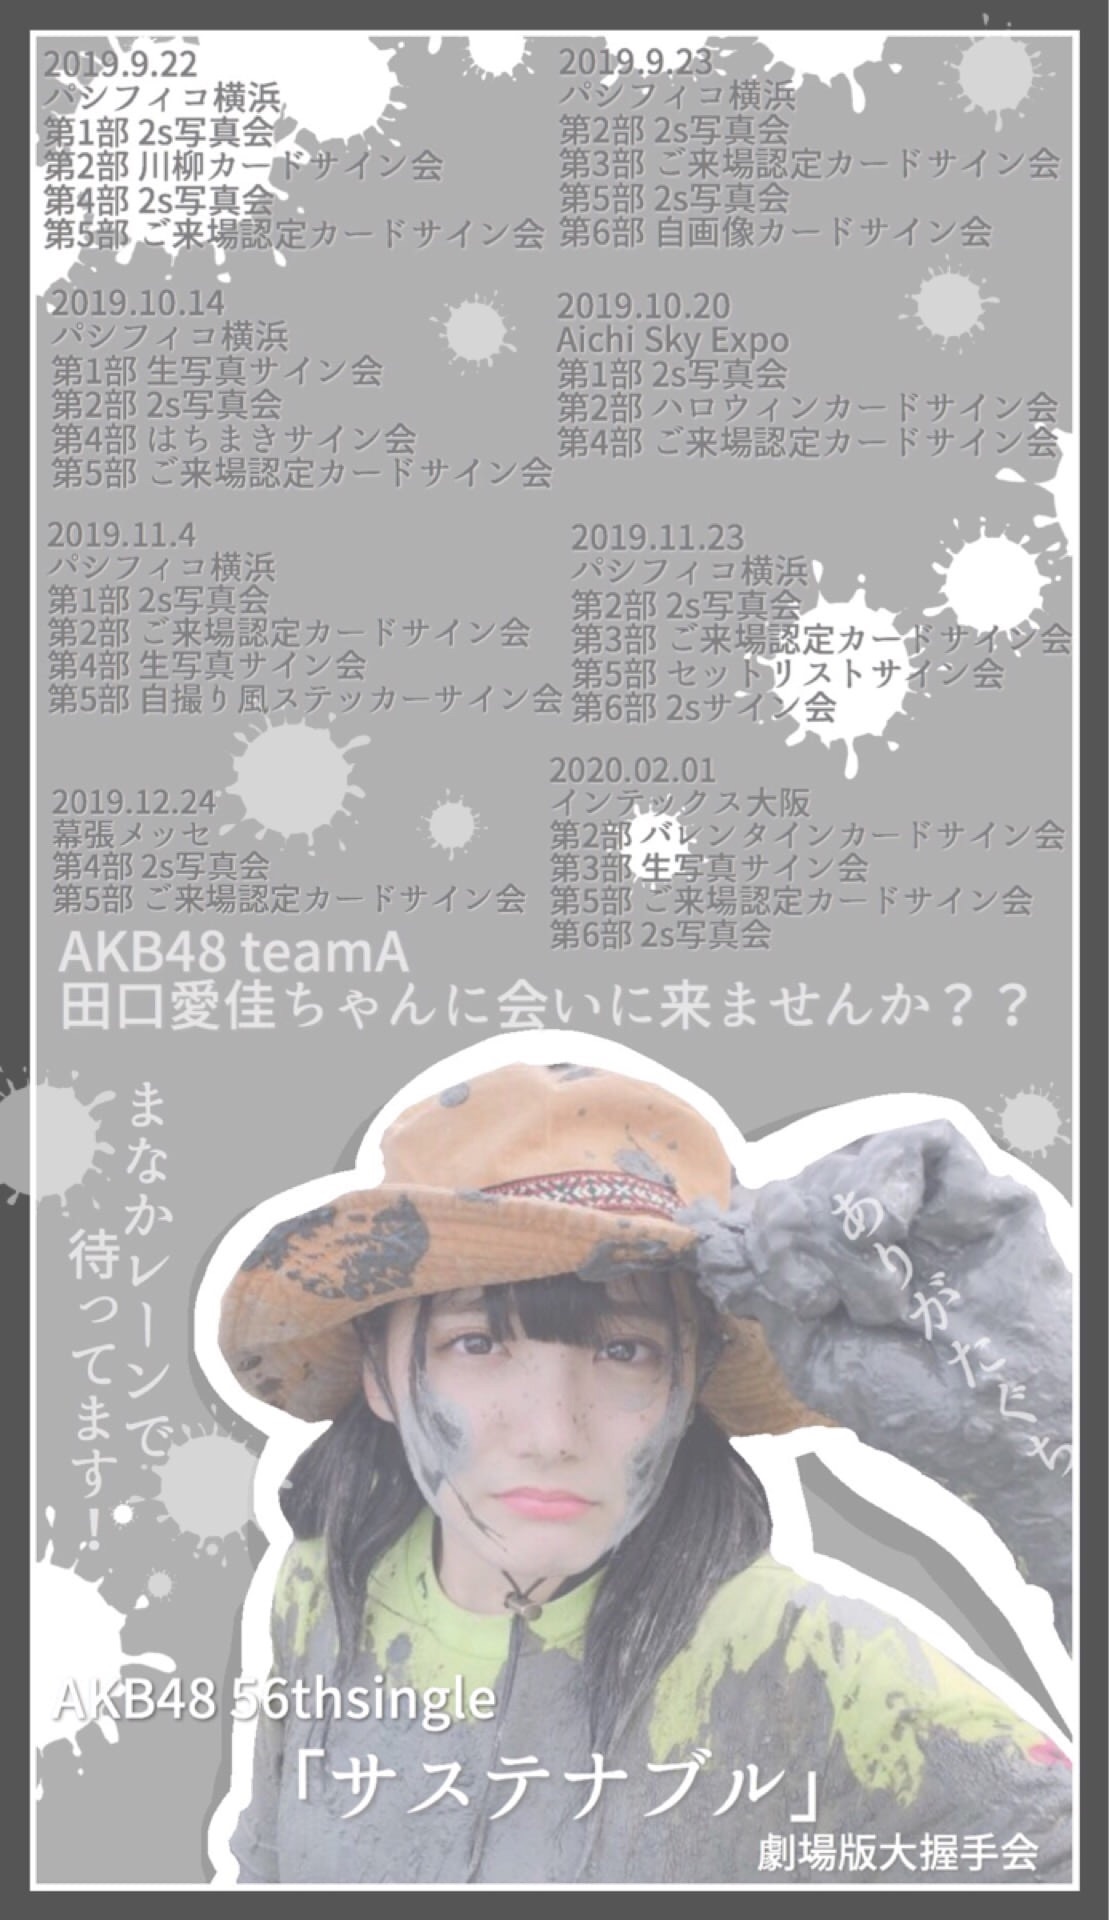 2019.9.22
パシフィコ横浜
第1部 2s写真会
第2部 川柳カードサイン会
第4部 2s写真会
第5部 ご来場認定カードサイン会
2019.9.23
パシフィコ横浜
第2部 2s写真会
第3部 ご来場認定カードサイン会
第5部 2s写真会
第6部 自画像カードサイン会
2019.10.14
パシフィコ横浜
第1部 生写真サイン会
第2部 2s写真会
第4部 はちまきサイン会
第5部 ご来場認定カードサイン会
2019.10.20
Aichi Sky Expo
第1部 2s写真会
第2部 ハロウィンカードサイン会
第4部 ご来場認定カードサイン会
2019.11.4
パシフィコ横浜
第1部 2s写真会
第2部 ご来場認定カードサイン会
第4部 生写真サイン会
第5部 自撮り風ステッカーサイン会
2019.11.23
パシフィコ横浜
第2部 2s写真会
第3部 ご来場認定カードサイン会
第5部 セットリストサイン会
第6部 2sサイン会
2019.12.24
幕張メッセ
第4部 2s写真会
第5部 ご来場認定カードサイン会
2020.02.01
インテックス大阪
第2部 バレンタインカードサイン会
第3部 生写真サイン会
第5部 ご来場認定カードサイン会
第6部 2s写真会
AKB48 teamA
田口愛佳ちゃんに会いに来ませんか？？
まなかレーンで
待ってます！
ありがたぐち
AKB48 56thsingle
「サステナブル」
劇場版大握手会